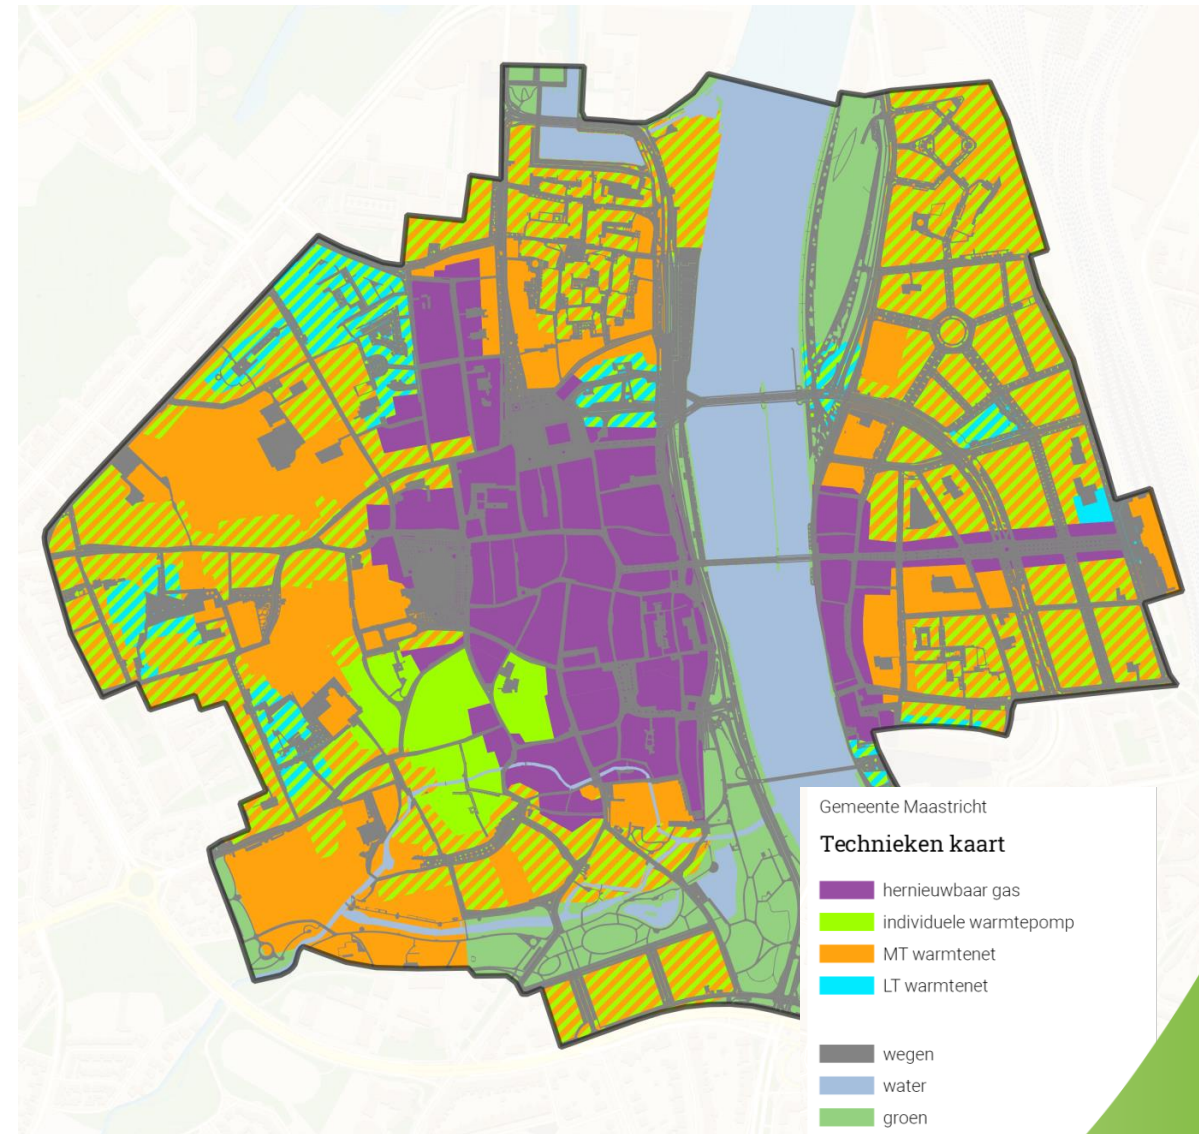 Gemeente Maastricht
Technieken kaart
hernieuwbaar gas
individuele warmtepomp
MT warmtenet
LT warmtenet
wegen
water
groen